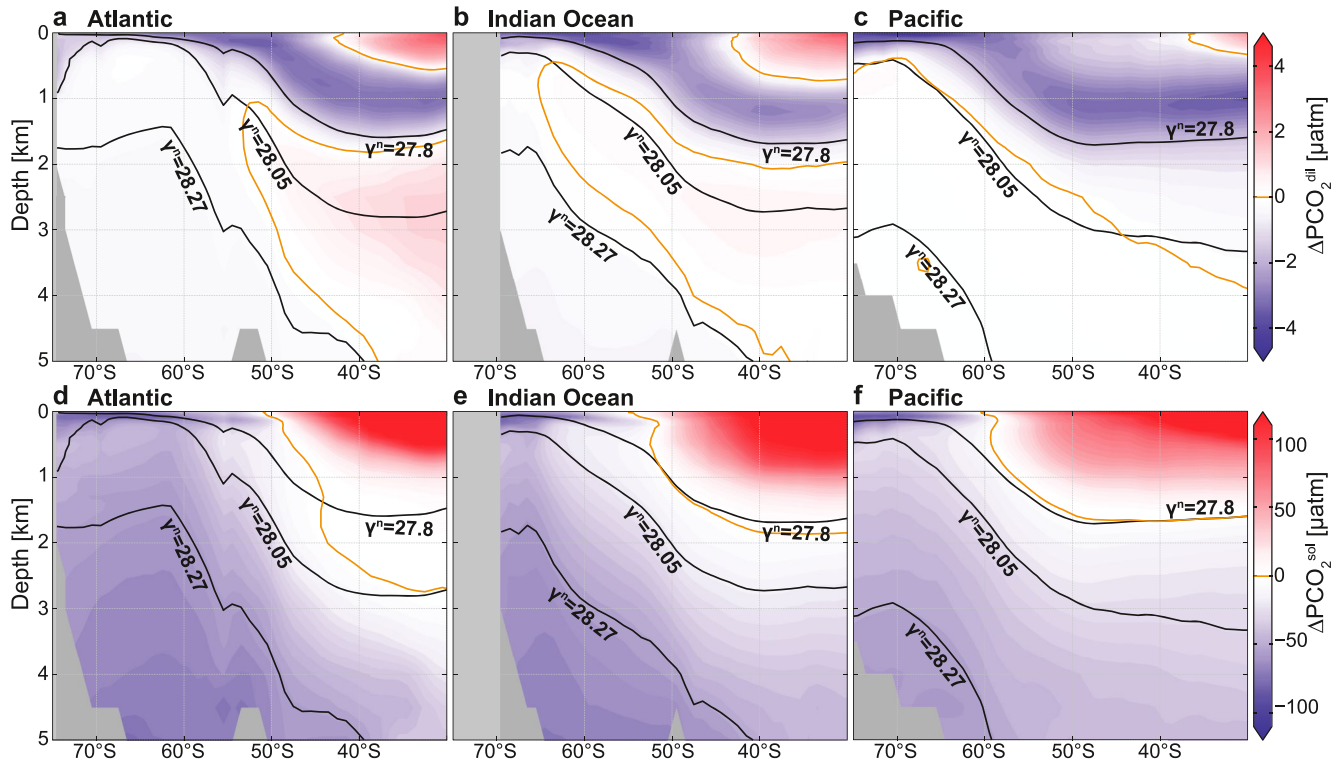 a Atlantic
b Indian Ocean
c Pacific
0
1
2
3
4
5
Depth [km]
γⁿ=27.8
γⁿ=28.05
γⁿ=28.27
70°S 60°S 50°S 40°S
γⁿ=27.8
γⁿ=28.05
γⁿ=28.27
70°S 60°S 50°S 40°S
γⁿ=27.8
γⁿ=28.05
γⁿ=28.27
70°S 60°S 50°S 40°S
4
2
0
−2
−4
ΔPCO₂ᵈⁱˡ [µatm]
d Atlantic
e Indian Ocean
f Pacific
0
1
2
3
4
5
Depth [km]
γⁿ=27.8
γⁿ=28.05
γⁿ=28.27
70°S 60°S 50°S 40°S
γⁿ=27.8
γⁿ=28.05
γⁿ=28.27
70°S 60°S 50°S 40°S
γⁿ=27.8
γⁿ=28.05
γⁿ=28.27
70°S 60°S 50°S 40°S
100
50
0
−50
−100
ΔPCO₂ˢᵒˡ [µatm]